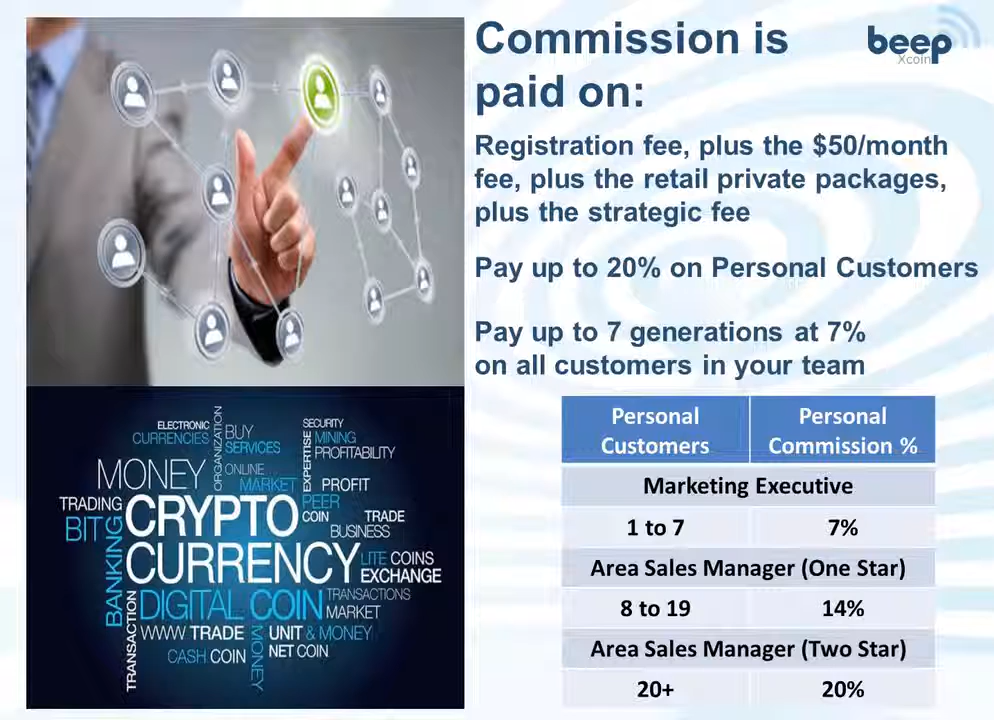 Commission is
paid on:
beep
Xcoin
Registration fee, plus the $50/month
fee, plus the retail private packages,
plus the strategic fee
Pay up to 20% on Personal Customers
Pay up to 7 generations at 7%
on all customers in your team
Personal Customers Personal Commission %
Marketing Executive
1 to 7 7%
Area Sales Manager (One Star)
8 to 19 14%
Area Sales Manager (Two Star)
20+ 20%
ELECTRONIC
CURRENCIES
ORGANIZATION
BUY
SERVICES
SECURITY
MINING
PROFITABILITY
EXPERTISE
MONEY
ONLINE
MARKET
PROFIT
TRADING
PEER
COIN
BITC
CRYPTO
CURRENCY
TRADE
BUSINESS
BANKING
LITE COINS
EXCHANGE
DIGITAL COIN
TRANSACTIONS
MARKET
TRANSACTION
WWW TRADE
MONEY
UNIT & MONEY
CASH COIN
NET COIN